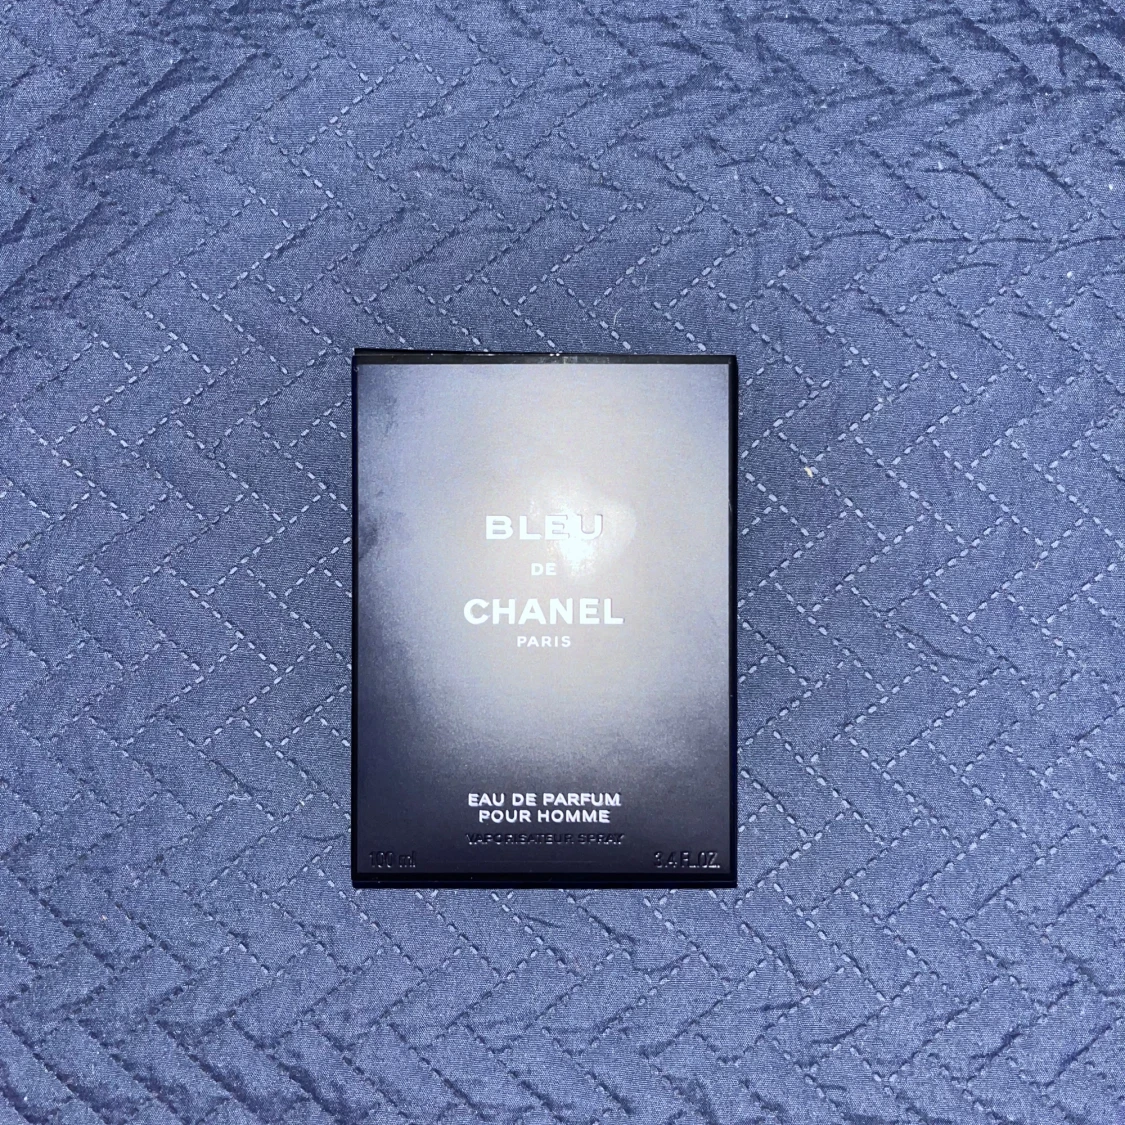 BLEU
DE
CHANEL
PARIS
EAU DE PARFUM
POUR HOMME
VAPORISATEUR SPRAY
100 ml 3.4 FL.OZ.